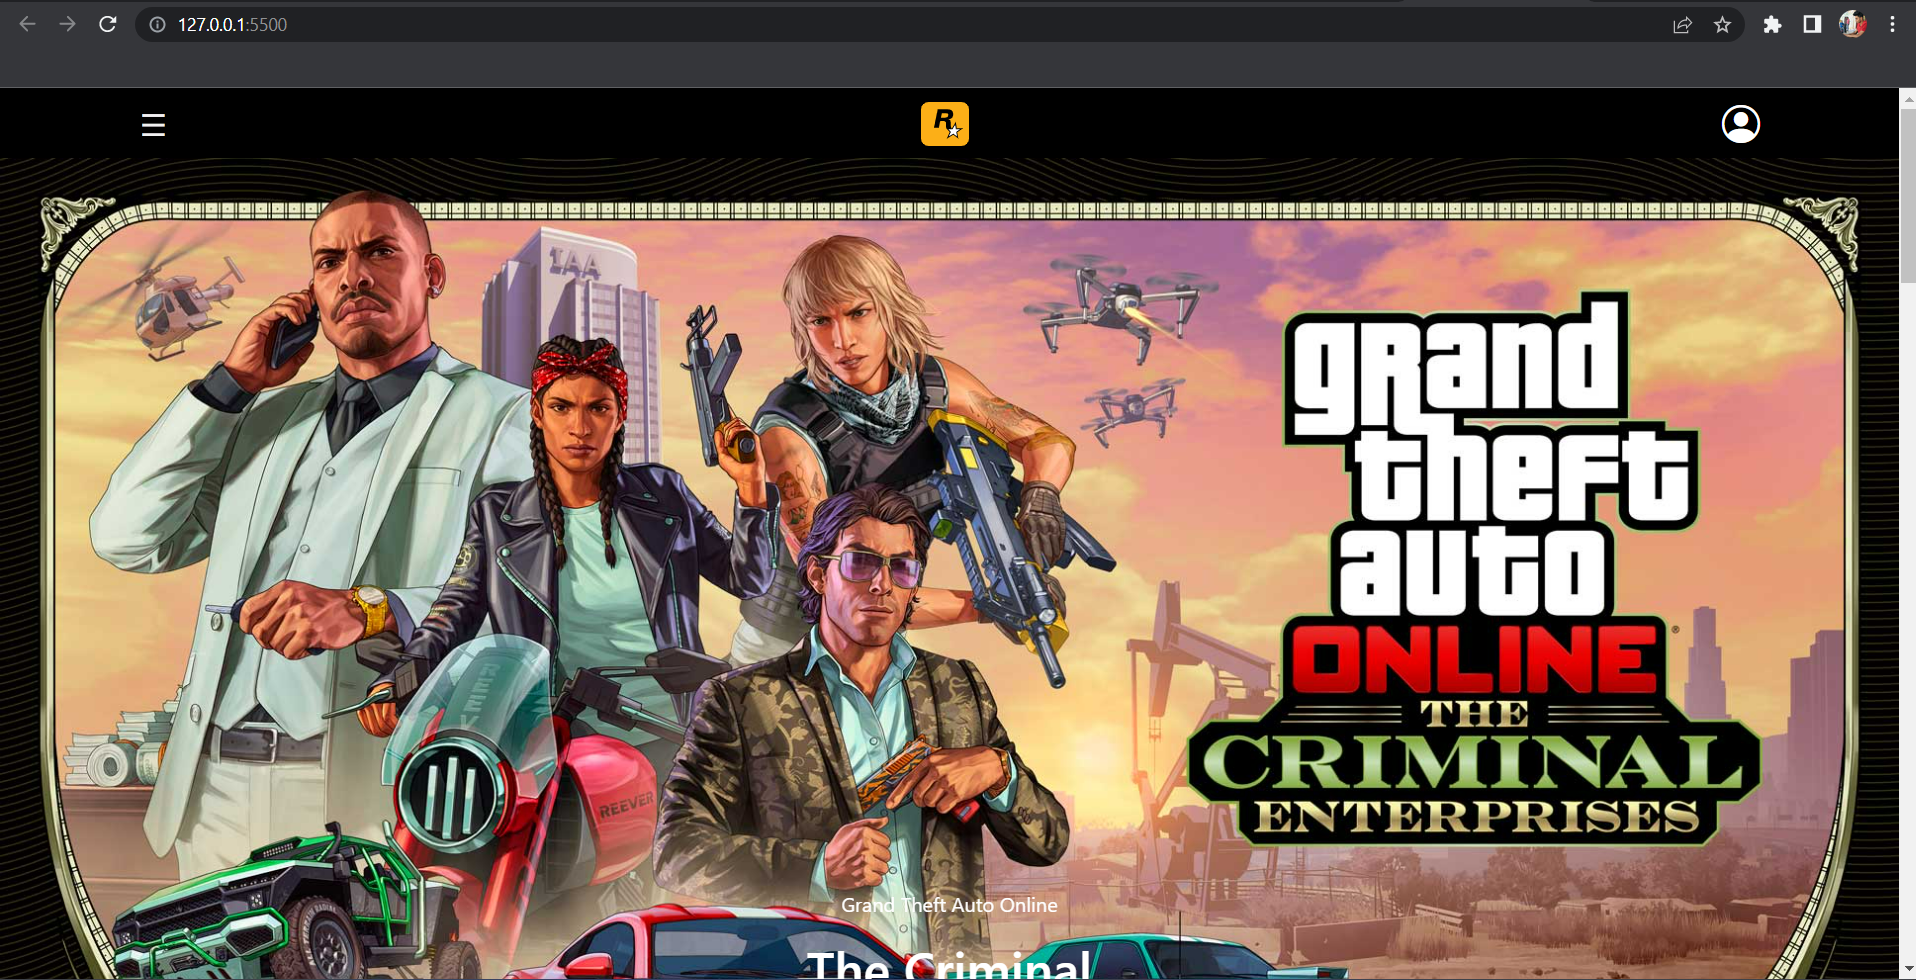 127.0.0.1:5500
R
IAA
grand
theft
auto
ONLINE
THE
CRIMINAL
ENTERPRISES
REEVER
Grand Theft Auto Online
The Criminal